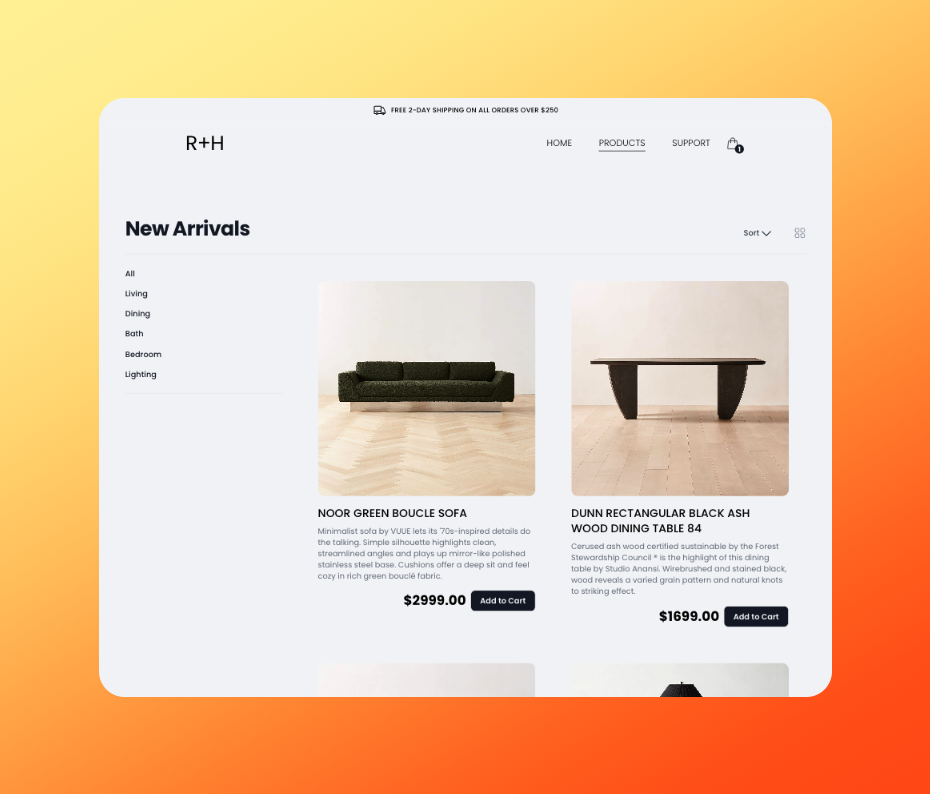 FREE 2-DAY SHIPPING ON ALL ORDERS OVER $250
R+H
HOME PRODUCTS SUPPORT 1
New Arrivals
Sort
All
Living
Dining
Bath
Bedroom
Lighting
NOOR GREEN BOUCLE SOFA
Minimalist sofa by VUUE lets its '70s-inspired details do
the talking. Simple silhouette highlights clean,
streamlined angles and plays up mirror-like polished
stainless steel base. Cushions offer a deep sit and feel
cozy in rich green bouclé fabric.
$2999.00 Add to Cart
DUNN RECTANGULAR BLACK ASH
WOOD DINING TABLE 84
Cerused ash wood certified sustainable by the Forest
Stewardship Council ® is the highlight of this dining
table by Studio Anansi. Wirebrushed and stained black,
wood reveals a varied grain pattern and natural knots
to striking effect.
$1699.00 Add to Cart